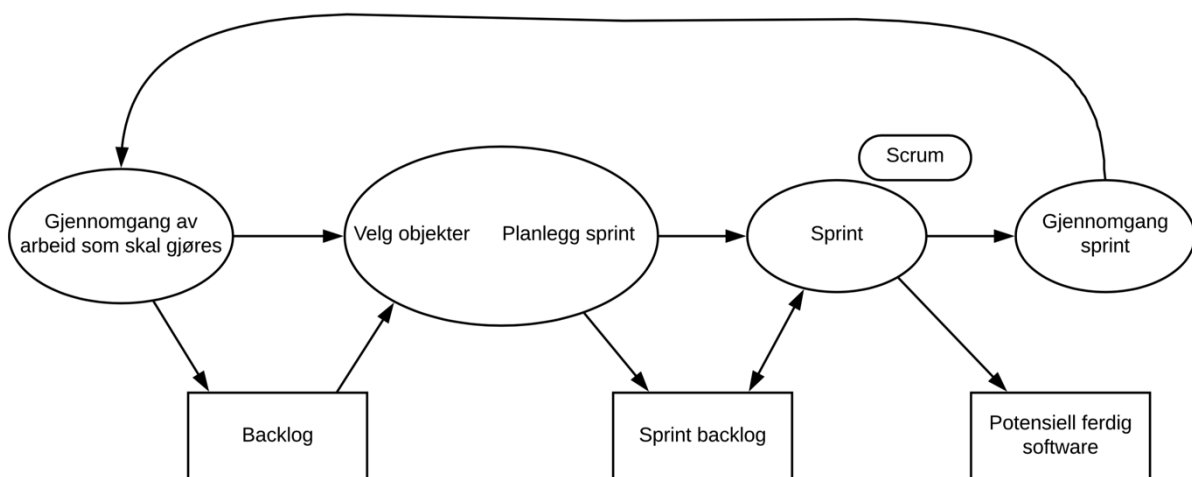 Scrum
Gjennomgang av
arbeid som skal gjøres
Velg objekter
Planlegg sprint
Sprint
Gjennomgang
sprint
Backlog
Sprint backlog
Potensiell ferdig
software